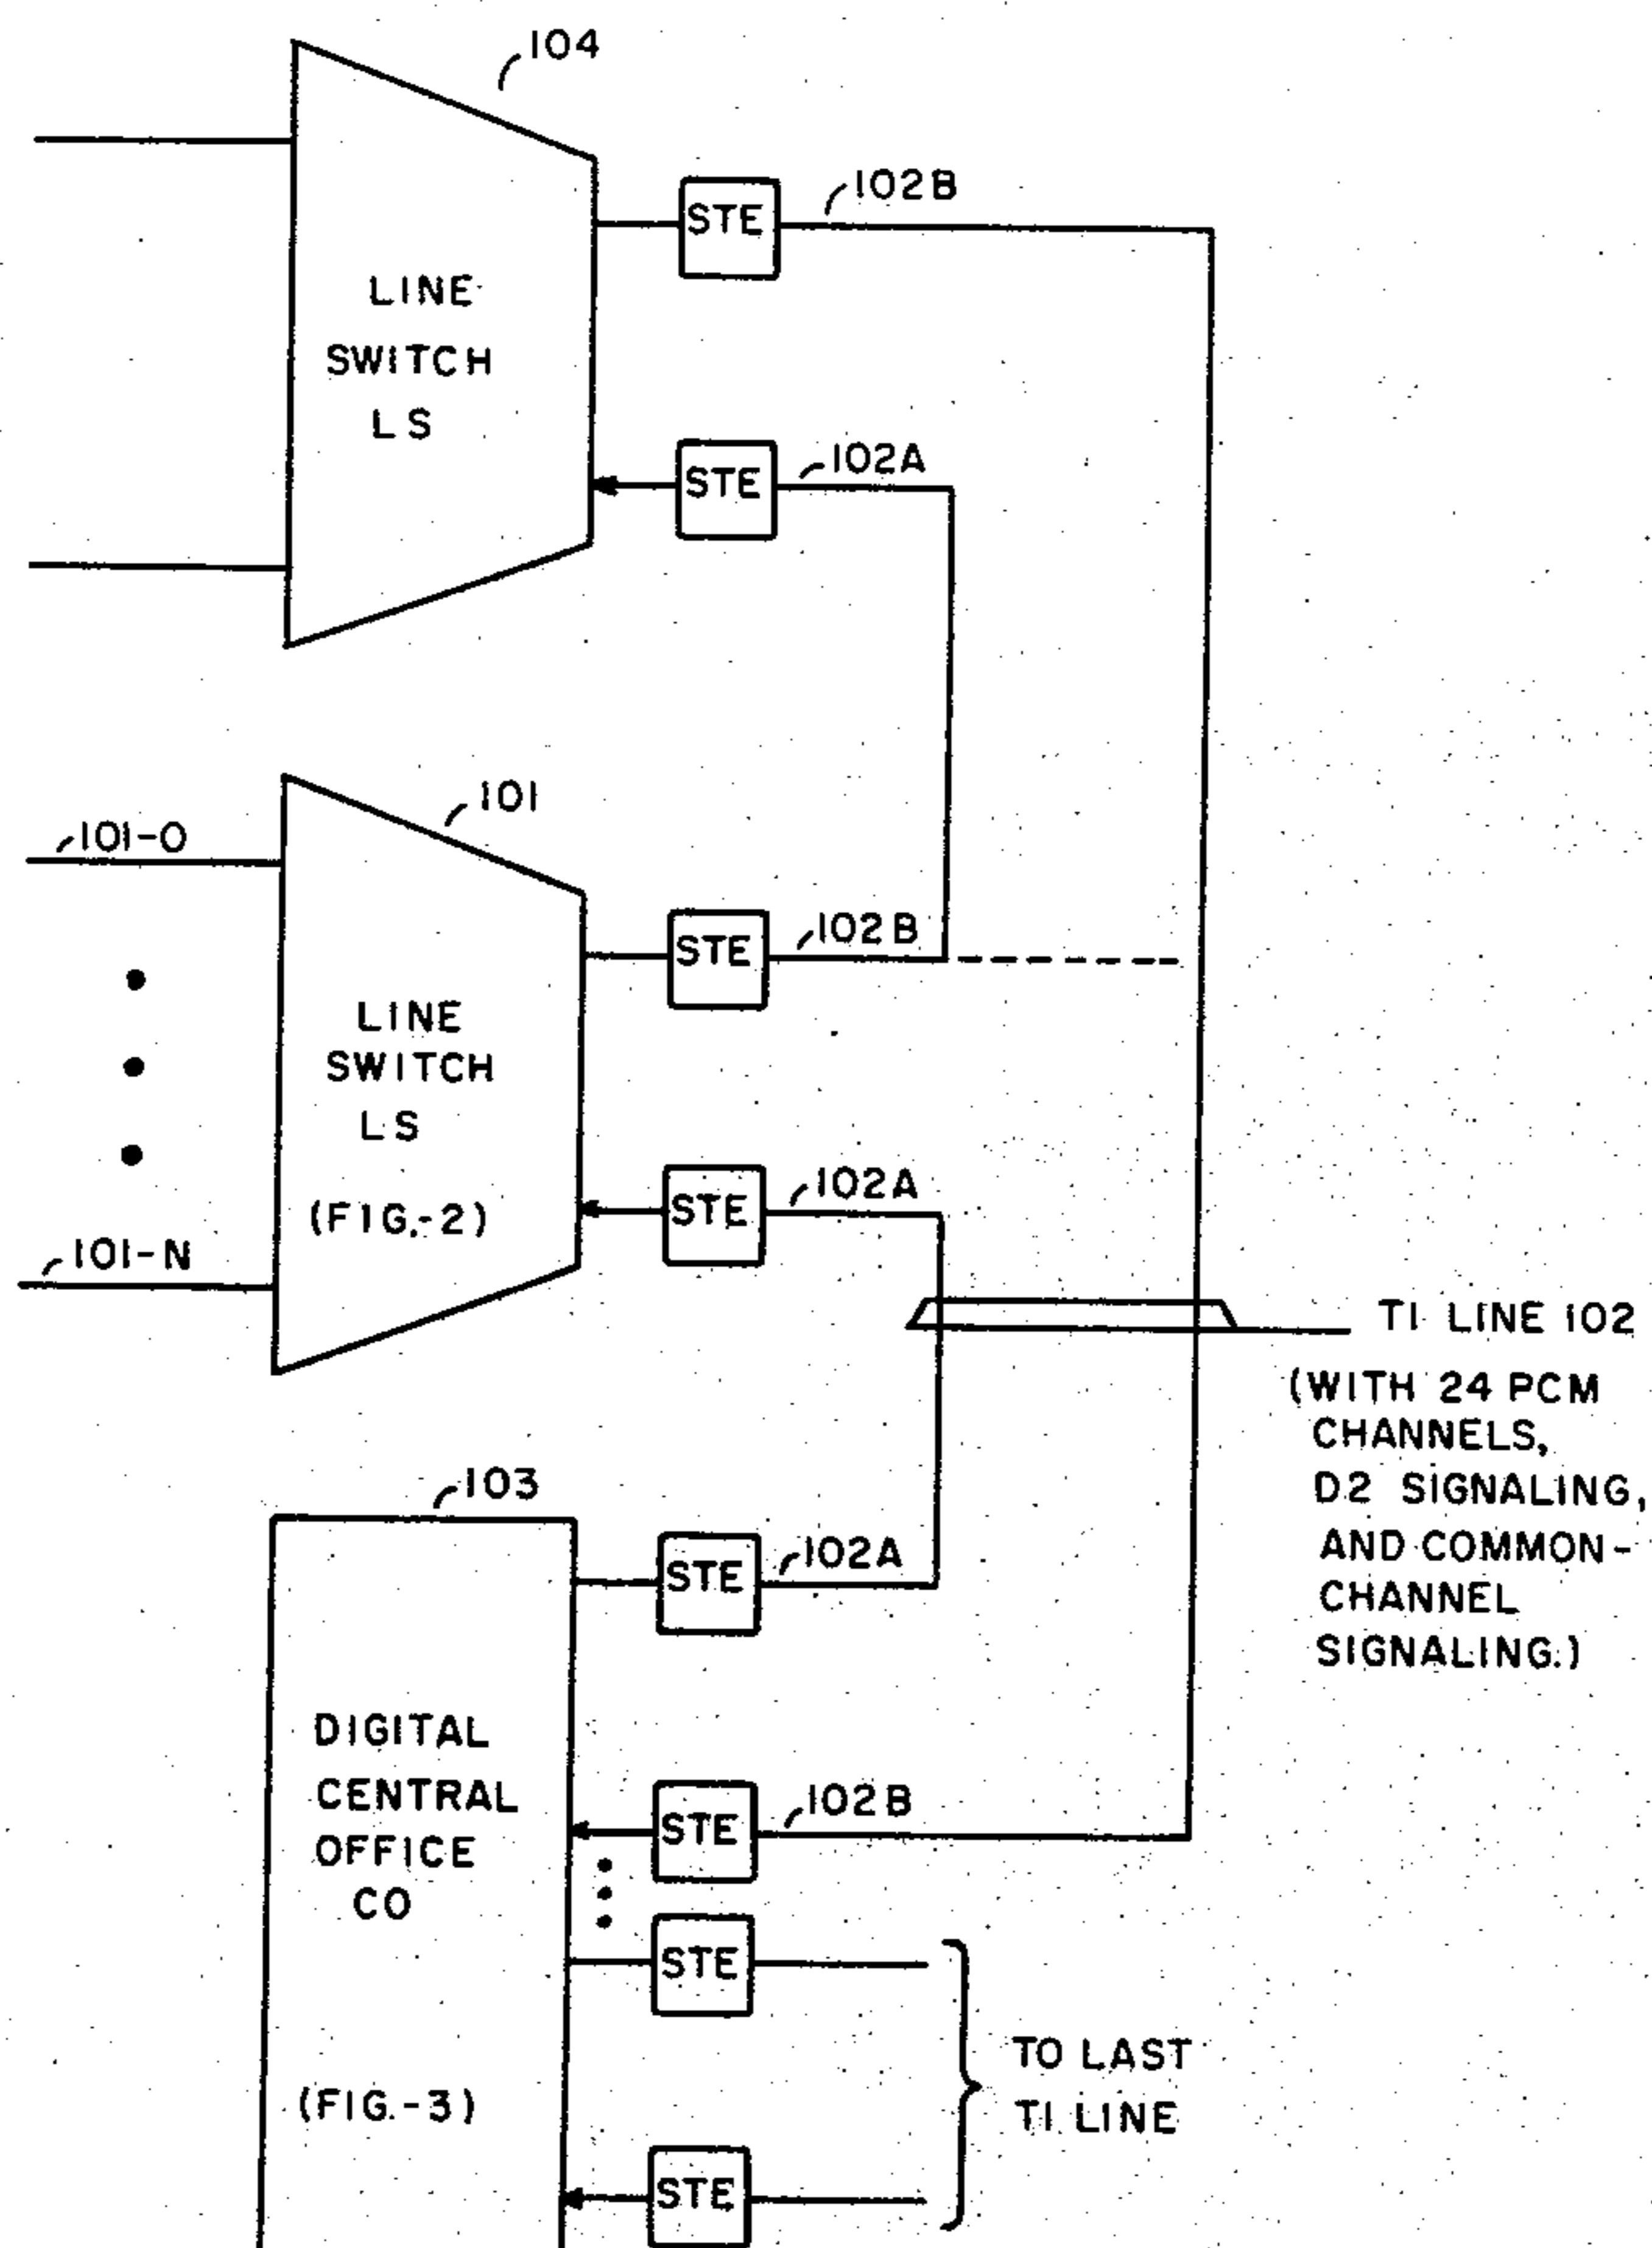 104
102B
STE
LINE
SWITCH
LS
102A
STE
101
101-0
102B
STE
LINE
SWITCH
LS
(FIG.-2)
102A
STE
101-N
T1 LINE 102
(WITH 24 PCM
CHANNELS,
D2 SIGNALING,
AND COMMON-
CHANNEL
SIGNALING.)
103
102A
STE
DIGITAL
CENTRAL
OFFICE
CO
102B
STE
STE
TO LAST
T1 LINE
(FIG.-3)
STE